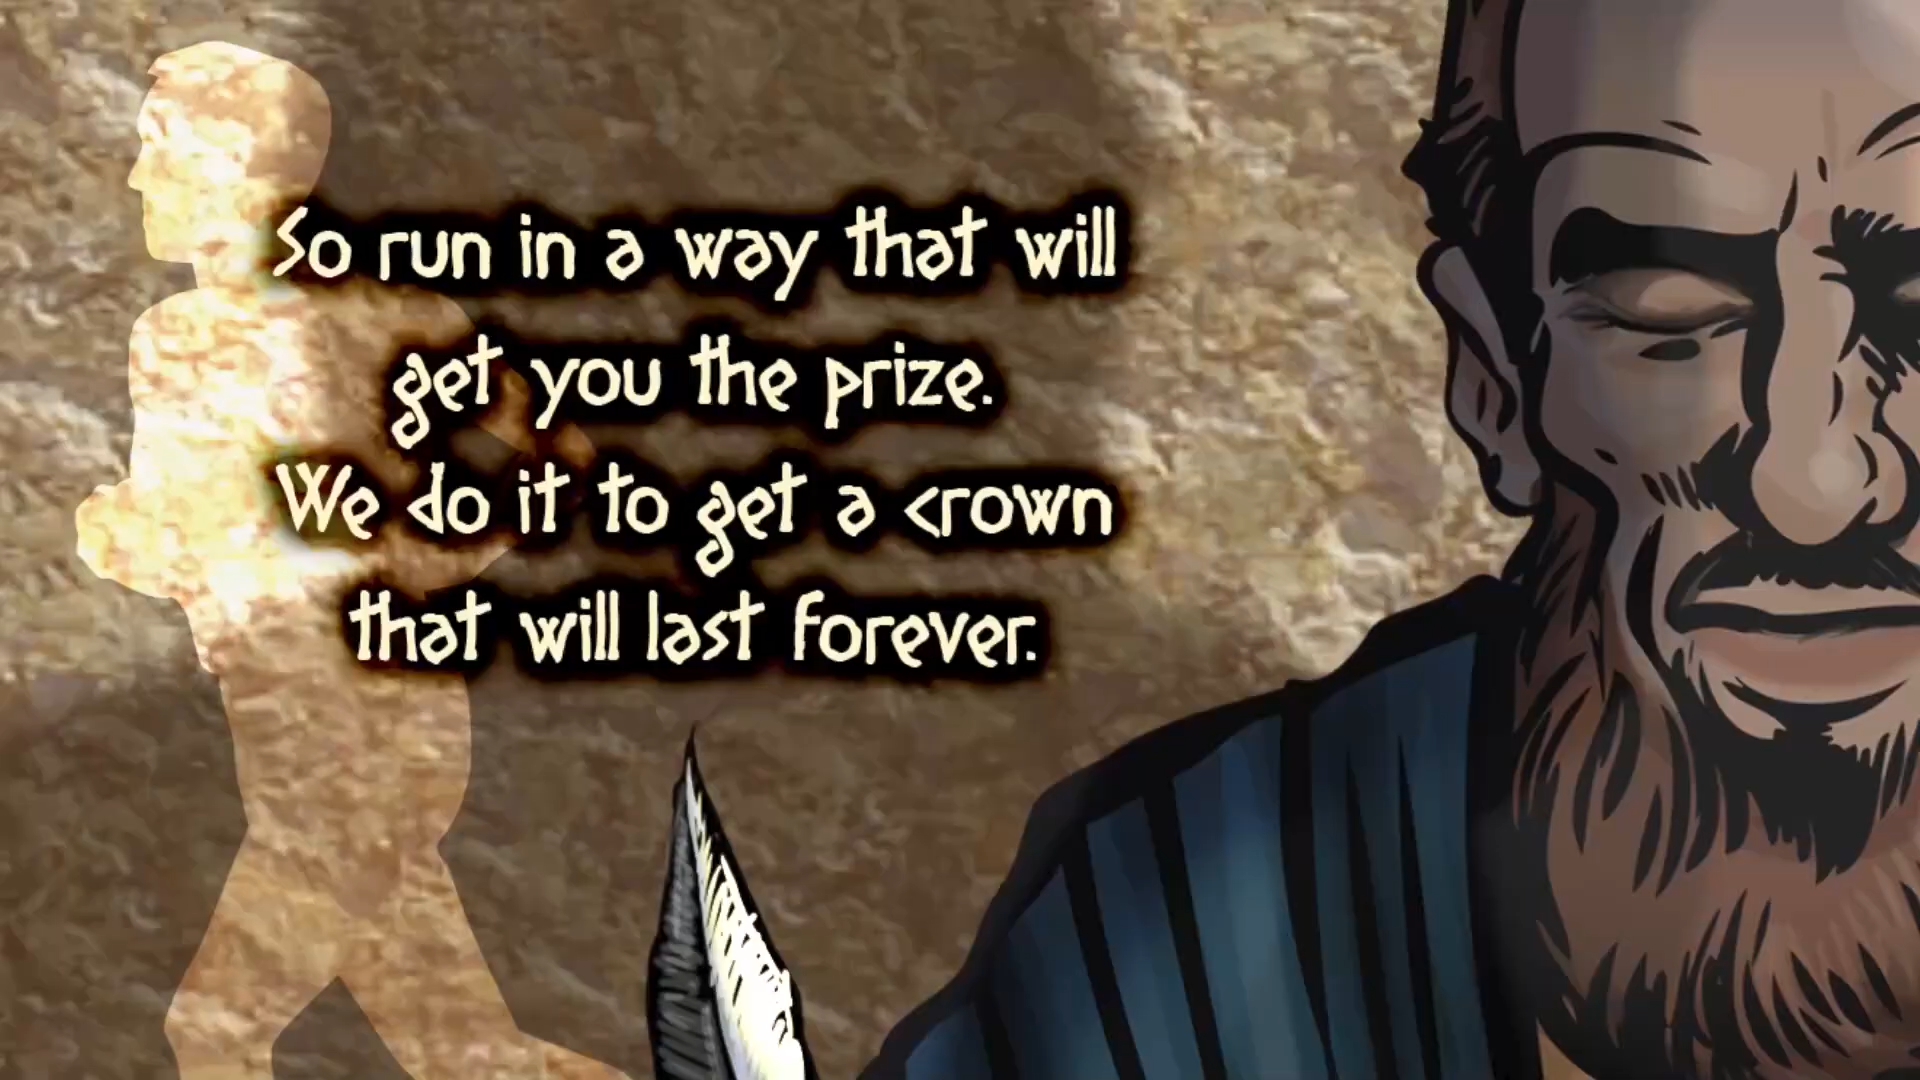 So run in a way that will
get you the prize.
We do it to get a crown
that will last forever.